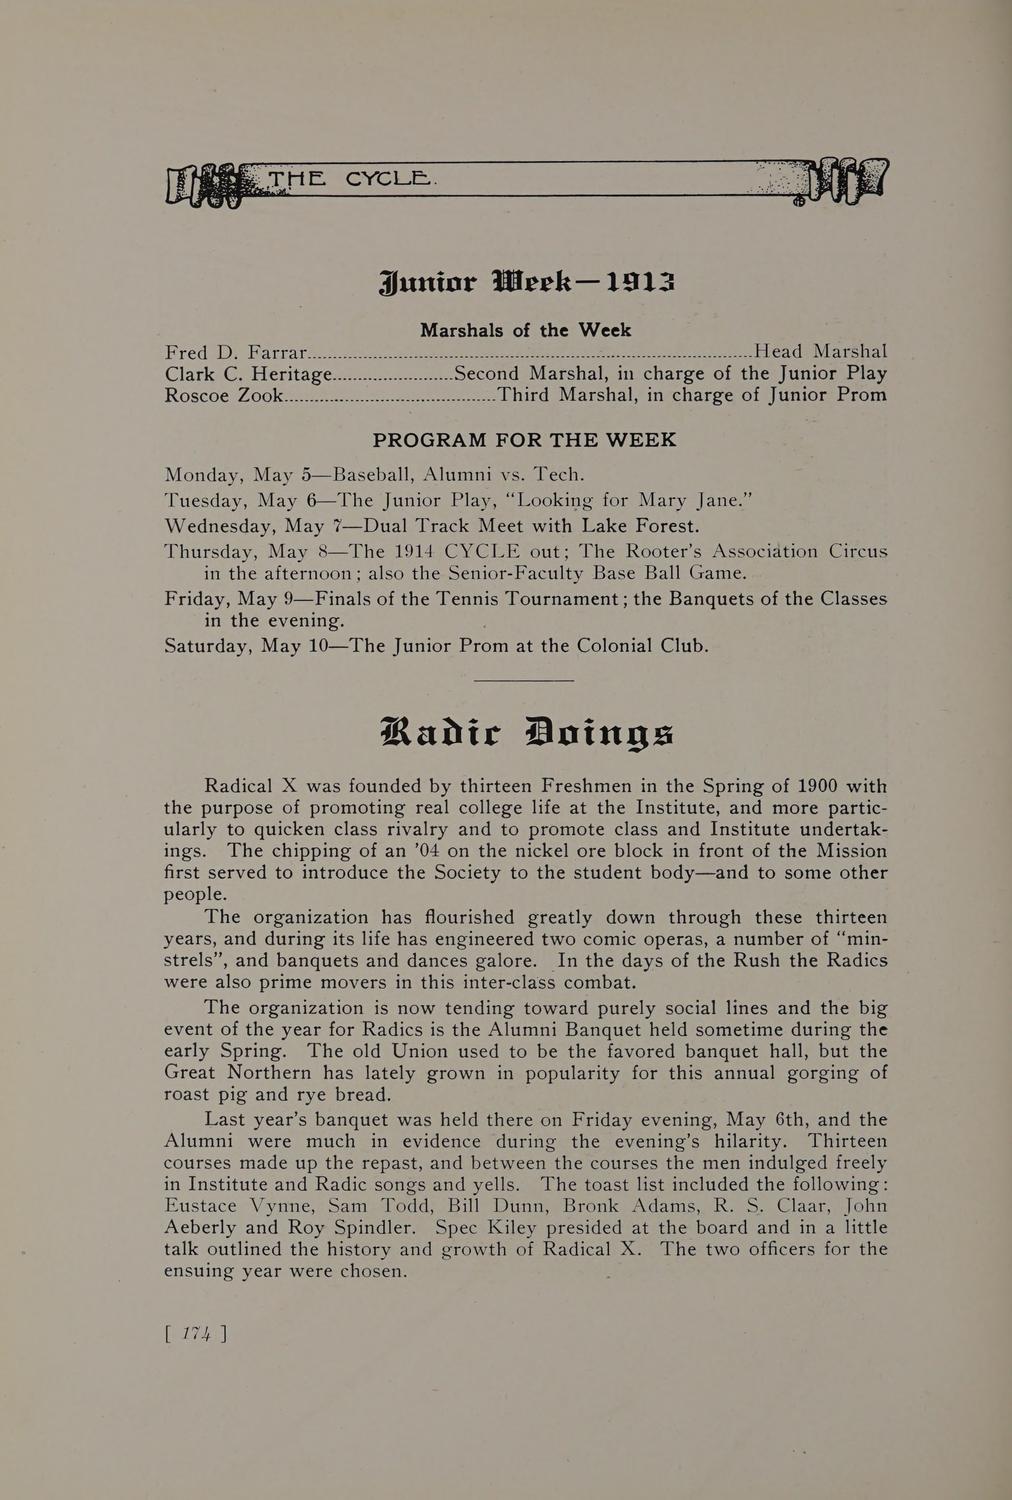 THE CYCLE.
Junior Week—1913
Marshals of the Week
Fred D. Farrar........Head Marshal
Clark C. Heritage........Second Marshal, in charge of the Junior Play
Roscoe Zook........Third Marshal, in charge of Junior Prom
PROGRAM FOR THE WEEK
Monday, May 5—Baseball, Alumni vs. Tech.
Tuesday, May 6—The Junior Play, “Looking for Mary Jane.”
Wednesday, May 7—Dual Track Meet with Lake Forest.
Thursday, May 8—The 1914 CYCLE out; The Rooter’s Association Circus
in the afternoon; also the Senior-Faculty Base Ball Game.
Friday, May 9—Finals of the Tennis Tournament; the Banquets of the Classes
in the evening.
Saturday, May 10—The Junior Prom at the Colonial Club.
Radic Doings
Radical X was founded by thirteen Freshmen in the Spring of 1900 with
the purpose of promoting real college life at the Institute, and more partic-
ularly to quicken class rivalry and to promote class and Institute undertak-
ings. The chipping of an ’04 on the nickel ore block in front of the Mission
first served to introduce the Society to the student body—and to some other
people.
The organization has flourished greatly down through these thirteen
years, and during its life has engineered two comic operas, a number of “min-
strels”, and banquets and dances galore. In the days of the Rush the Radics
were also prime movers in this inter-class combat.
The organization is now tending toward purely social lines and the big
event of the year for Radics is the Alumni Banquet held sometime during the
early Spring. The old Union used to be the favored banquet hall, but the
Great Northern has lately grown in popularity for this annual gorging of
roast pig and rye bread.
Last year’s banquet was held there on Friday evening, May 6th, and the
Alumni were much in evidence during the evening’s hilarity. Thirteen
courses made up the repast, and between the courses the men indulged freely
in Institute and Radic songs and yells. The toast list included the following:
Eustace Vynne, Sam Todd, Bill Dunn, Bronk Adams, R. S. Claar, John
Aeberly and Roy Spindler. Spec Kiley presided at the board and in a little
talk outlined the history and growth of Radical X. The two officers for the
ensuing year were chosen.
[ 174 ]